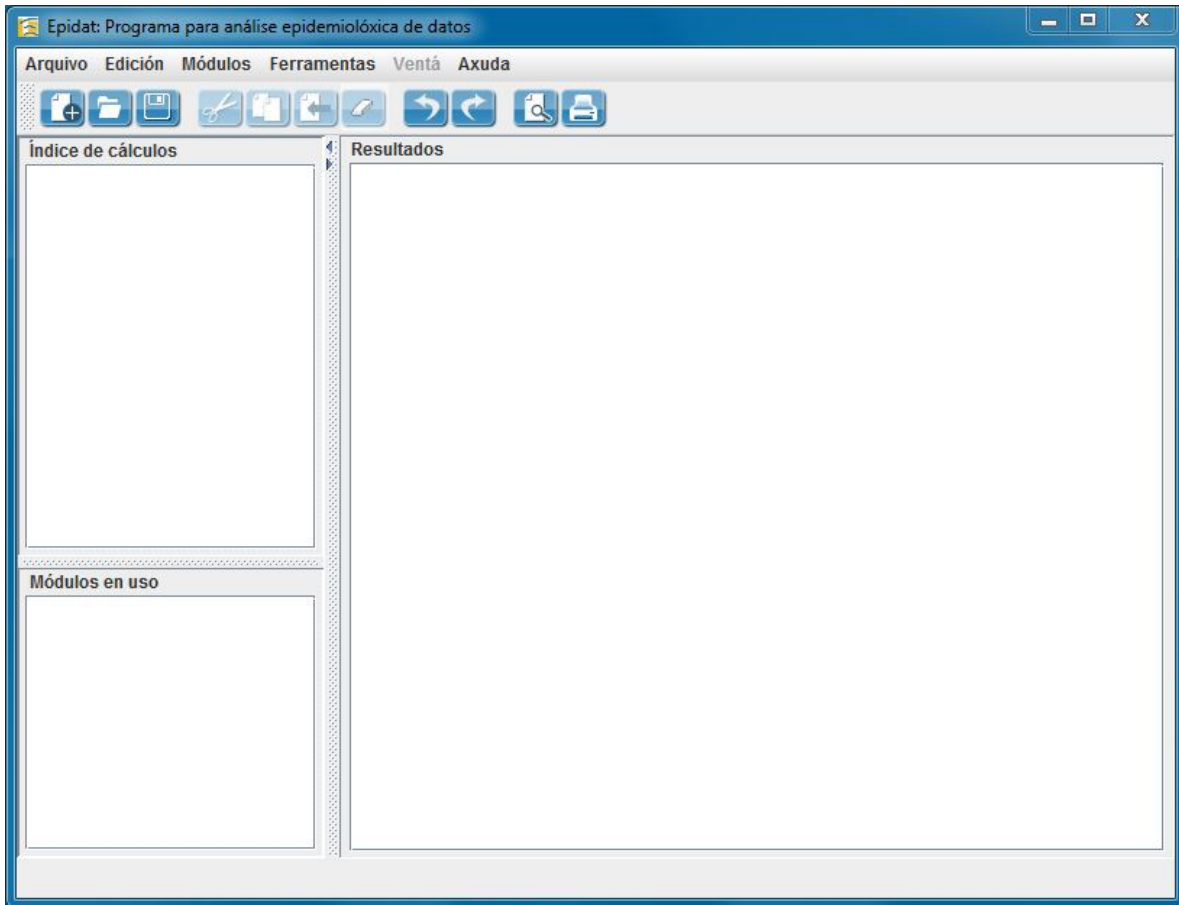 Epidat: Programa para análise epidemiolóxica de datos
Arquivo Edición Módulos Ferramentas Ventá Axuda
Índice de cálculos
Resultados
Módulos en uso